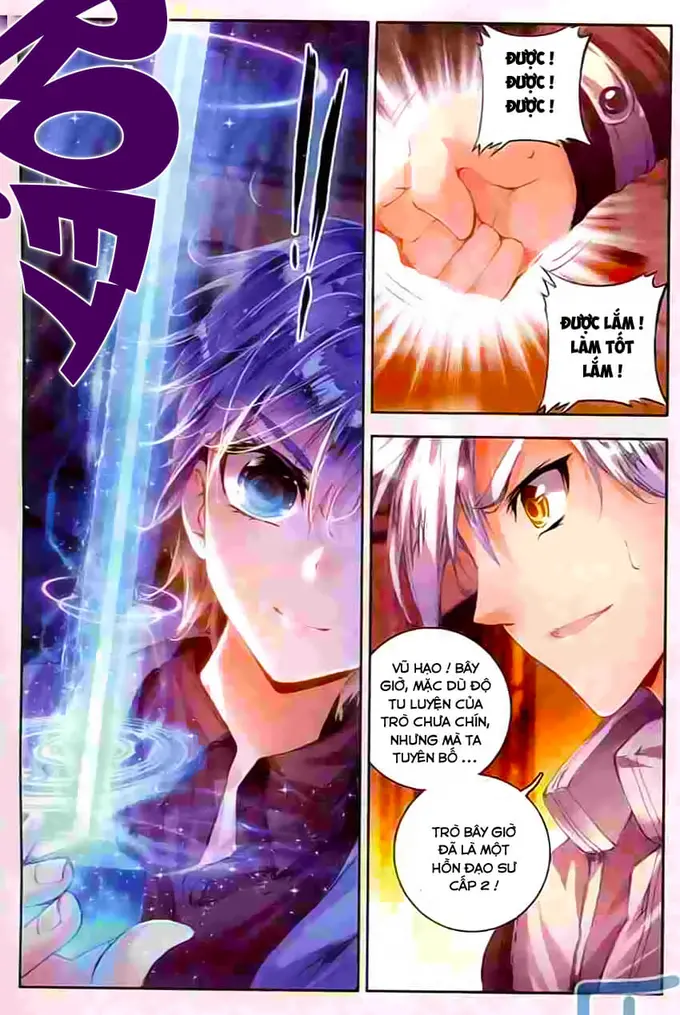 ROẸT
!!
ĐƯỢC !
ĐƯỢC !
ĐƯỢC !
ĐƯỢC LẮM !
LÀM TỐT
LẮM !
VŨ HẠO ! BÂY
GIỜ, MẶC DÙ ĐỘ
TU LUYỆN CỦA
TRÒ CHƯA CHÍN,
NHƯNG MÀ TA
TUYÊN BỐ ...
TRÒ BÂY GIỜ
ĐÃ LÀ MỘT
HỒN ĐẠO SƯ
CẤP 2 !